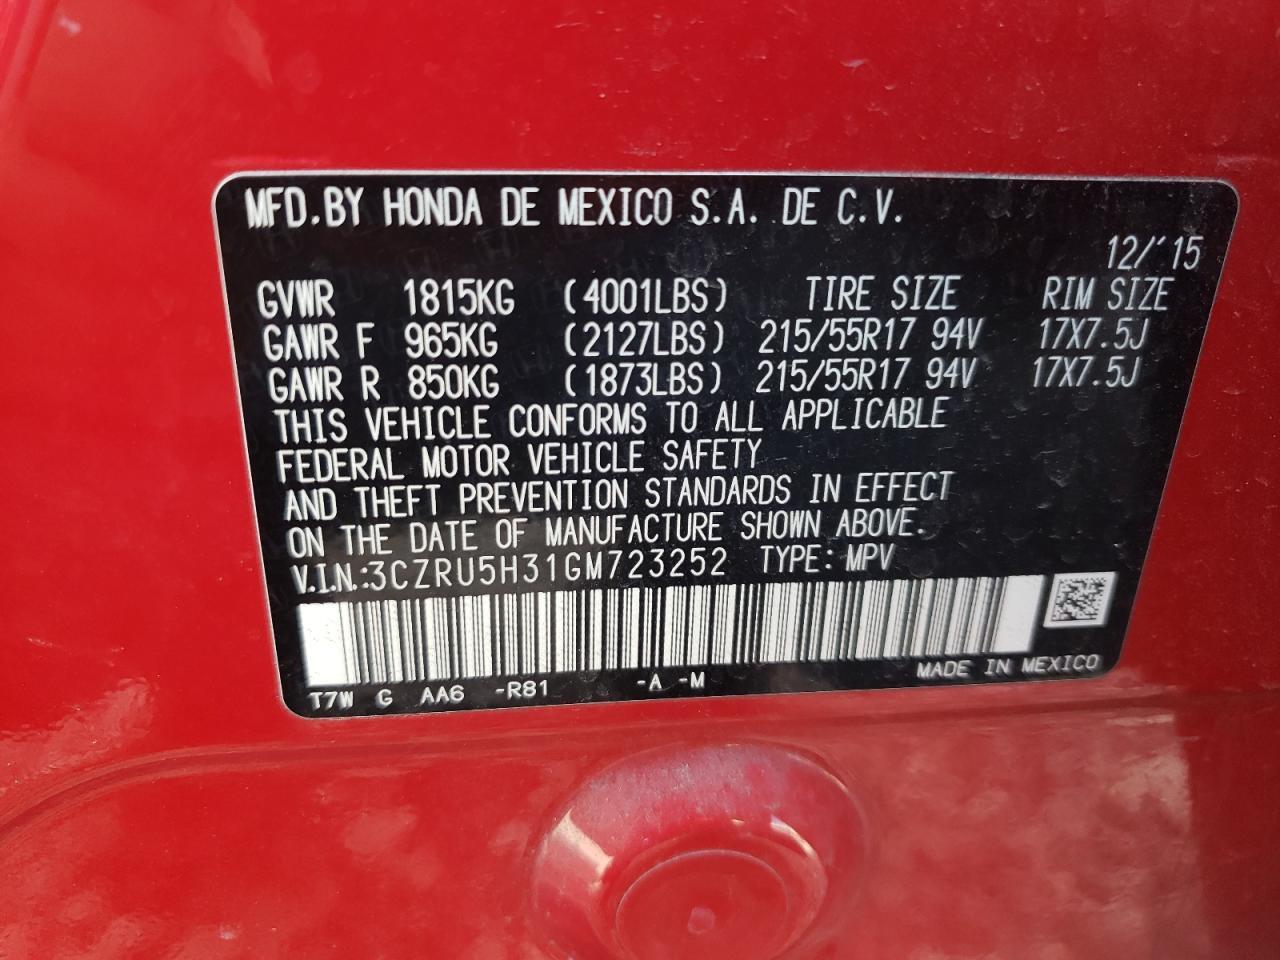 MFD.BY HONDA DE MEXICO S.A. DE C.V.
12/'15
GVWR 1815KG (4001LBS) TIRE SIZE RIM SIZE
GAWR F 965KG (2127LBS) 215/55R17 94V 17X7.5J
GAWR R 850KG (1873LBS) 215/55R17 94V 17X7.5J
THIS VEHICLE CONFORMS TO ALL APPLICABLE
FEDERAL MOTOR VEHICLE SAFETY
AND THEFT PREVENTION STANDARDS IN EFFECT
ON THE DATE OF MANUFACTURE SHOWN ABOVE.
V.I.N.:3CZRU5H31GM723252 TYPE: MPV
MADE IN MEXICO
T7W G AA6 -R81 -A -M